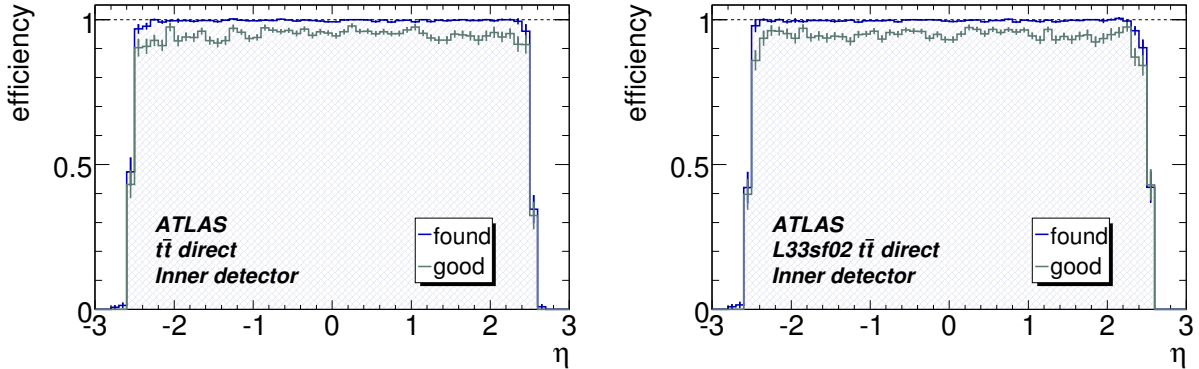 efficiency
1
0.5
0
ATLAS
tt̄ direct
Inner detector
found
good
-3 -2 -1 0 1 2 3
η
efficiency
1
0.5
0
ATLAS
L33sf02 tt̄ direct
Inner detector
found
good
-3 -2 -1 0 1 2 3
η